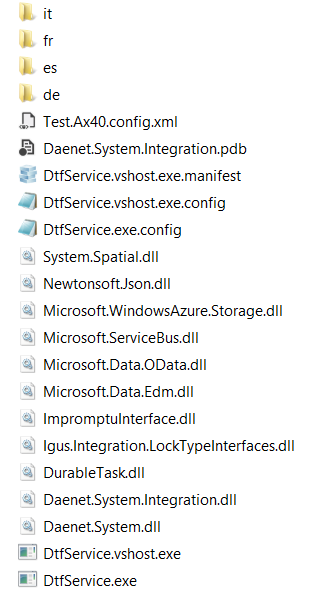 it
fr
es
de
Test.Ax40.config.xml
Daenet.System.Integration.pdb
DtfService.vshost.exe.manifest
DtfService.vshost.exe.config
DtfService.exe.config
System.Spatial.dll
Newtonsoft.Json.dll
Microsoft.WindowsAzure.Storage.dll
Microsoft.ServiceBus.dll
Microsoft.Data.OData.dll
Microsoft.Data.Edm.dll
ImpromptuInterface.dll
Igus.Integration.LockTypeInterfaces.dll
DurableTask.dll
Daenet.System.Integration.dll
Daenet.System.dll
DtfService.vshost.exe
DtfService.exe